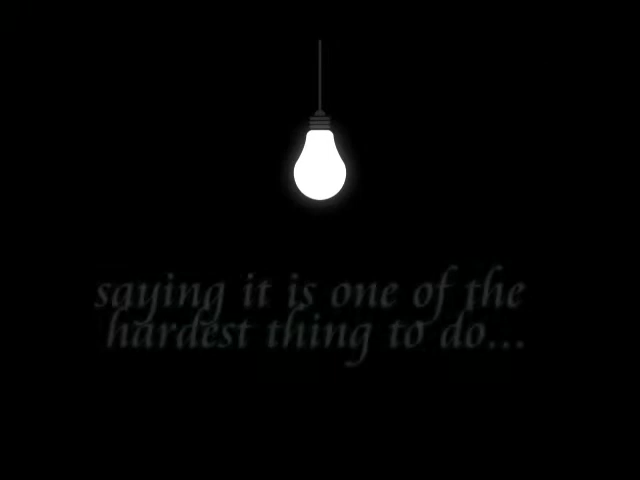 saying it is one of the
hardest thing to do...